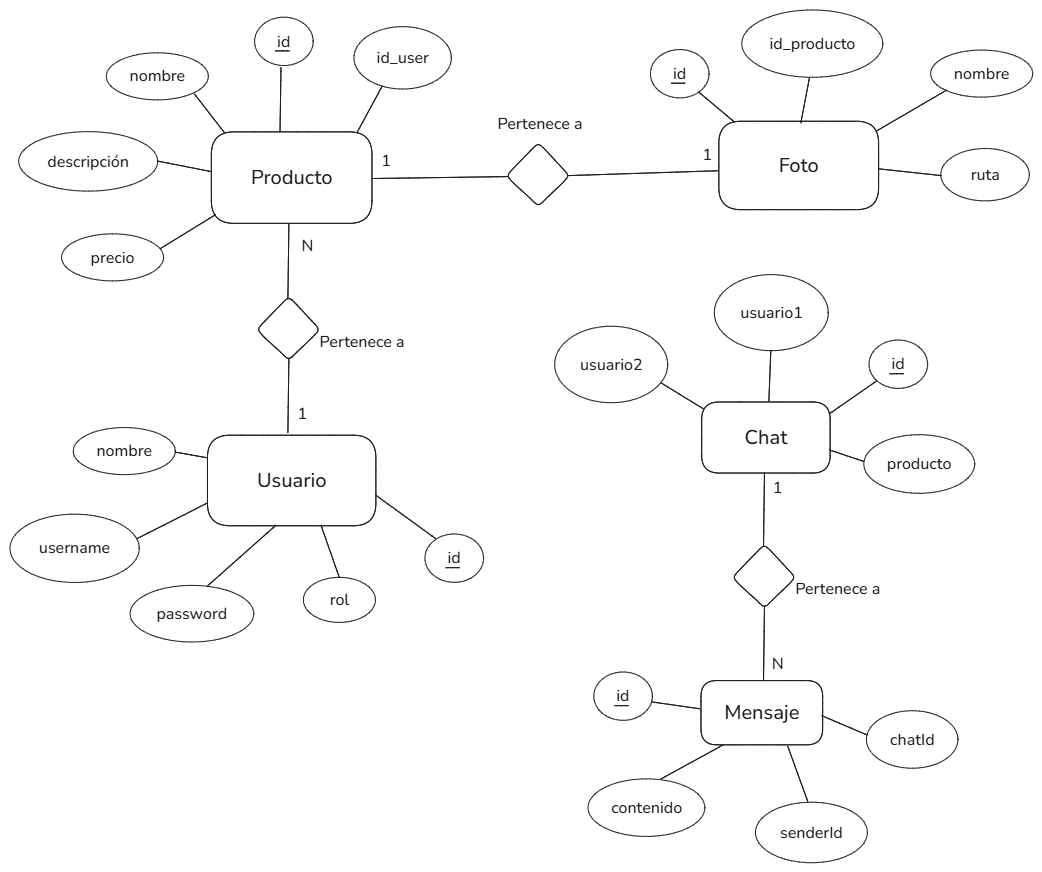 id
id_user
nombre
descripción
precio
Producto
1
Pertenece a
1
id
id_producto
nombre
ruta
Foto
N
Pertenece a
1
nombre
username
password
rol
id
Usuario
usuario2
usuario1
id
producto
Chat
1
Pertenece a
N
id
Mensaje
chatId
contenido
senderId